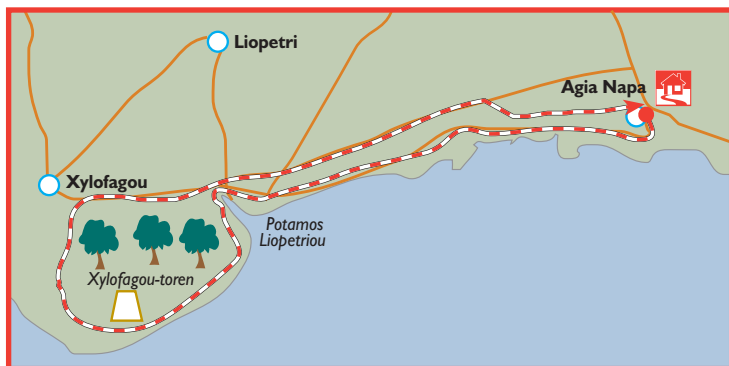 Liopetri
Agia Napa
Xylofagou
Potamos
Liopetriou
Xylofagou-toren